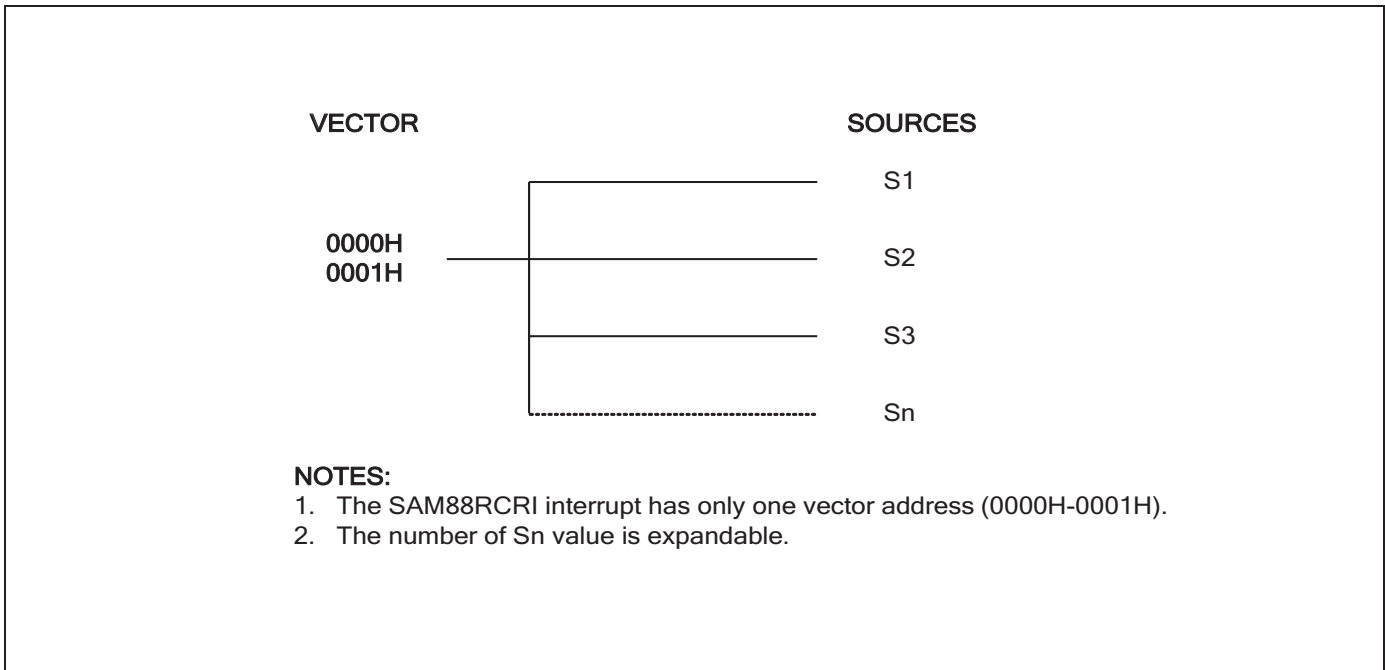 VECTOR
SOURCES
S1
0000H
0001H
S2
S3
Sn
NOTES:
1. The SAM88RCRI interrupt has only one vector address (0000H-0001H).
2. The number of Sn value is expandable.